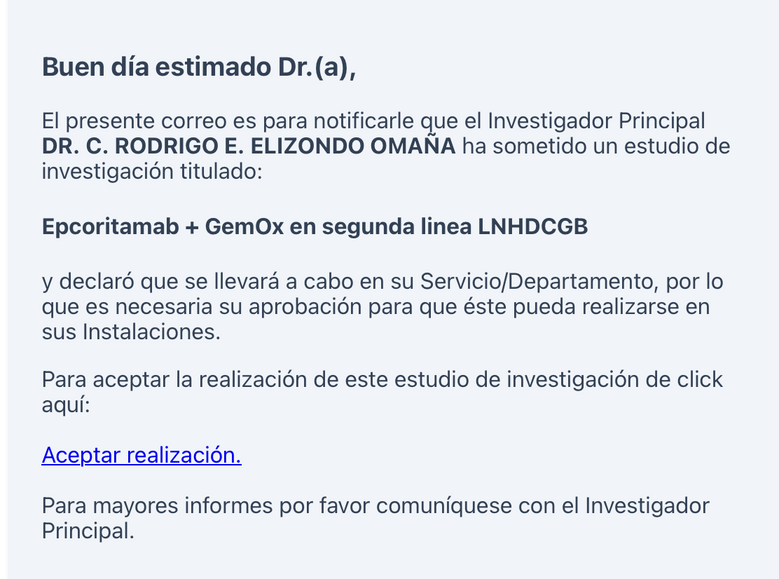 Buen día estimado Dr.(a),
El presente correo es para notificarle que el Investigador Principal
DR. C. RODRIGO E. ELIZONDO OMAÑA ha sometido un estudio de
investigación titulado:
Epcoritamab + GemOx en segunda linea LNHDCGB
y declaró que se llevará a cabo en su Servicio/Departamento, por lo
que es necesaria su aprobación para que éste pueda realizarse en
sus Instalaciones.
Para aceptar la realización de este estudio de investigación de click
aquí:
Aceptar realización.
Para mayores informes por favor comuníquese con el Investigador
Principal.